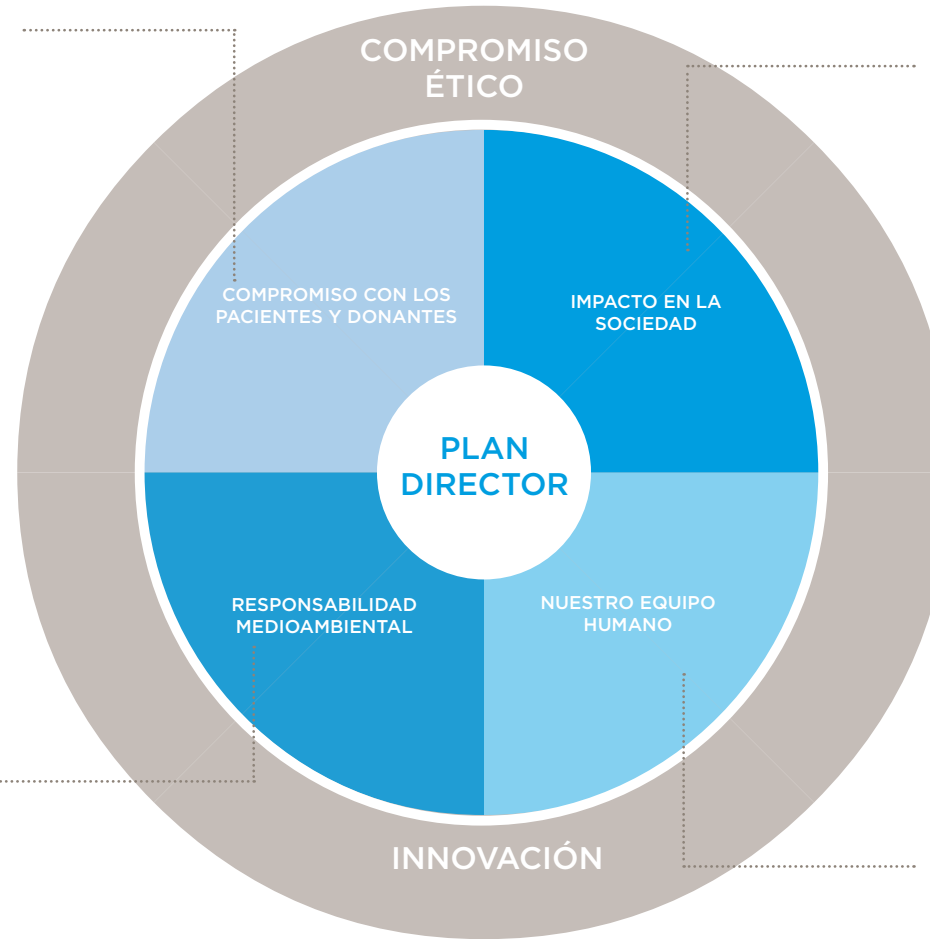 COMPROMISO
ÉTICO
COMPROMISO CON LOS
PACIENTES Y DONANTES
IMPACTO EN LA
SOCIEDAD
PLAN
DIRECTOR
RESPONSABILIDAD
MEDIOAMBIENTAL
NUESTRO EQUIPO
HUMANO
INNOVACIÓN